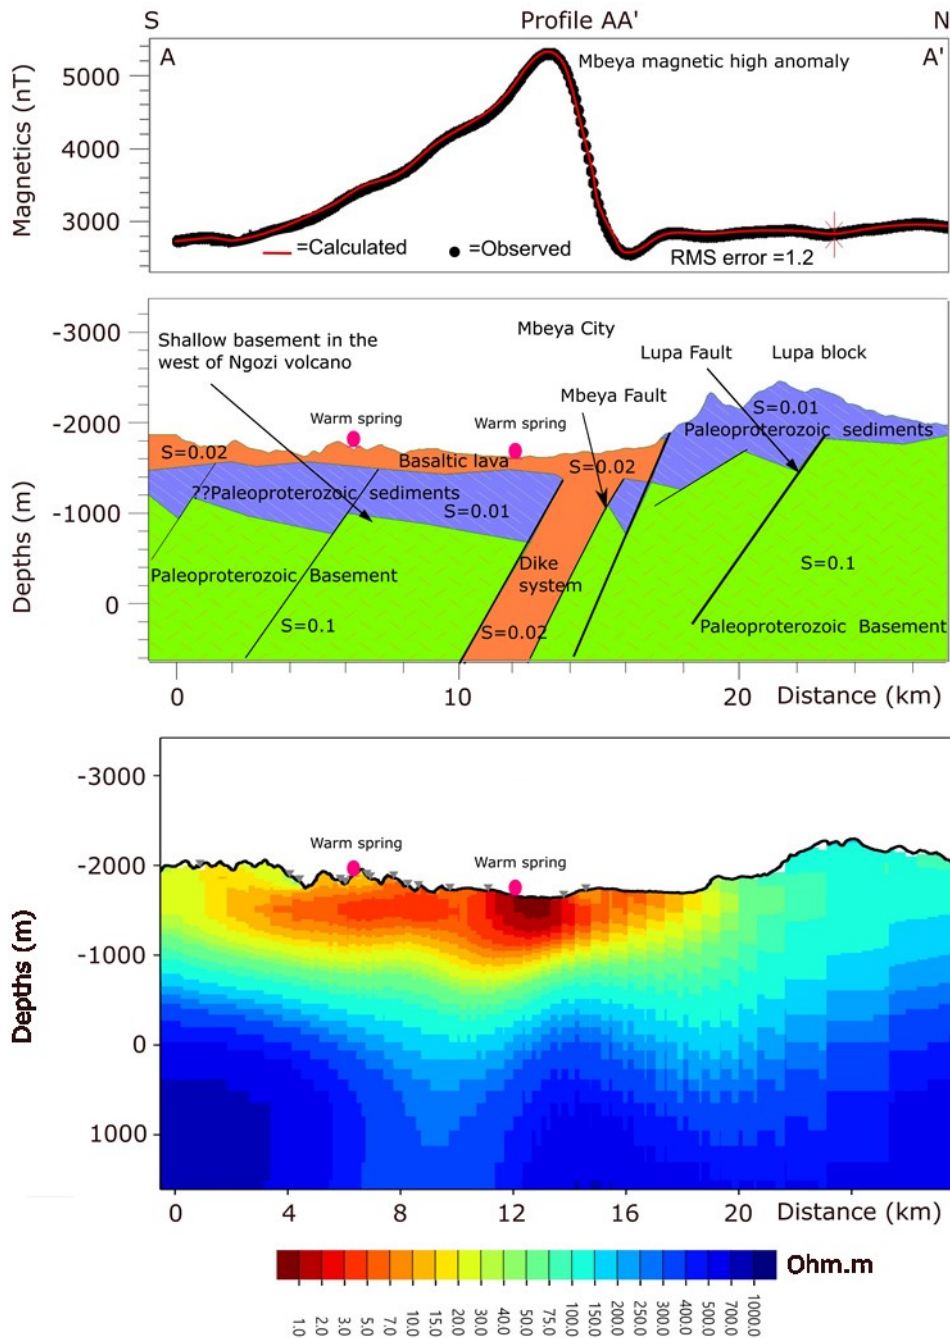 S Profile AA' N
A A'
Mbeya magnetic high anomaly
Magnetics (nT)
5000
4000
3000
=Calculated =Observed
RMS error =1.2
-3000
-2000
-1000
0
Depths (m)
Mbeya City
Shallow basement in the
west of Ngozi volcano
Lupa Fault Lupa block
Mbeya Fault
Warm spring Warm spring
S=0.01
Paleoproterozoic sediments
S=0.02 Basaltic lava S=0.02
??Paleoproterozoic sediments
S=0.01
Dike
system
Paleoproterozoic Basement
S=0.1
S=0.1
S=0.02
Paleoproterozoic Basement
0 10 20 Distance (km)
-3000
-2000
-1000
0
1000
Depths (m)
Warm spring
Warm spring
0 4 8 12 16 20 Distance (km)
Ohm.m
1.0 2.0 3.0 5.0 7.0 10.0 15.0 20.0 30.0 40.0 50.0 75.0 100.0 150.0 200.0 250.0 300.0 400.0 500.0 700.0 1000.0